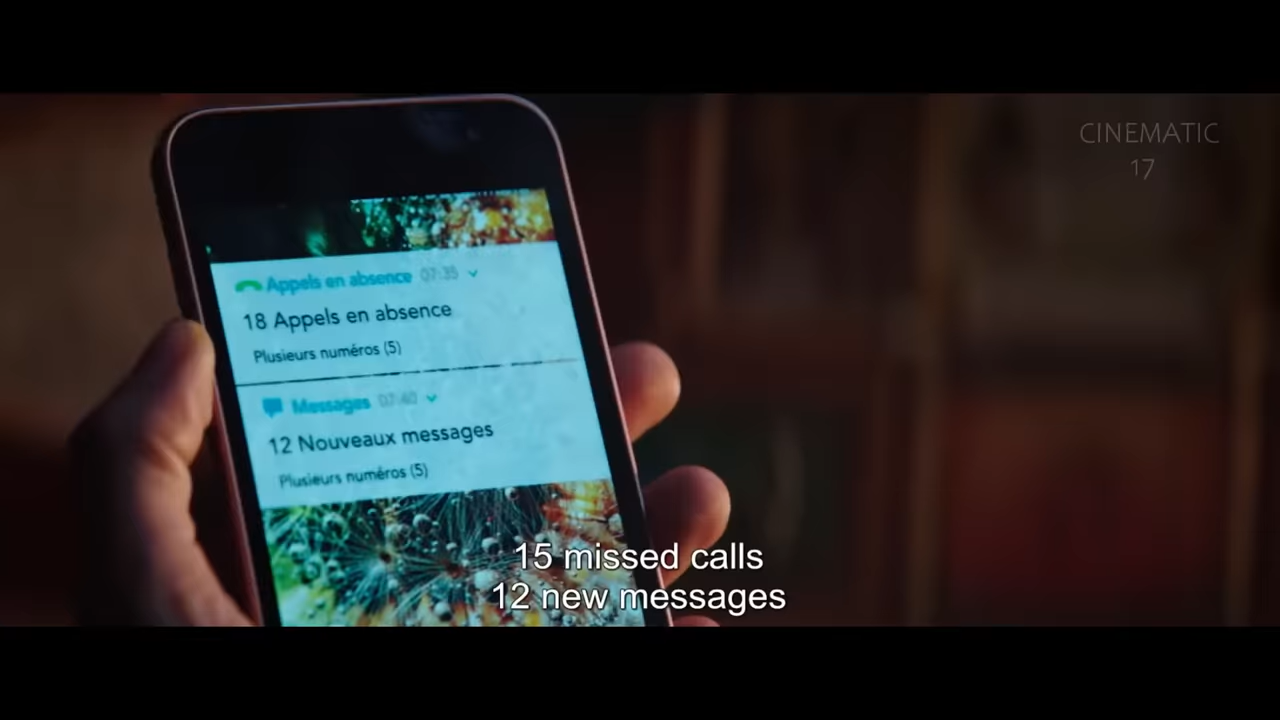 CINEMATIC
17
Appels en absence 07:35
18 Appels en absence
Plusieurs numéros (5)
Messages 07:40
12 Nouveaux messages
Plusieurs numéros (5)
15 missed calls
12 new messages